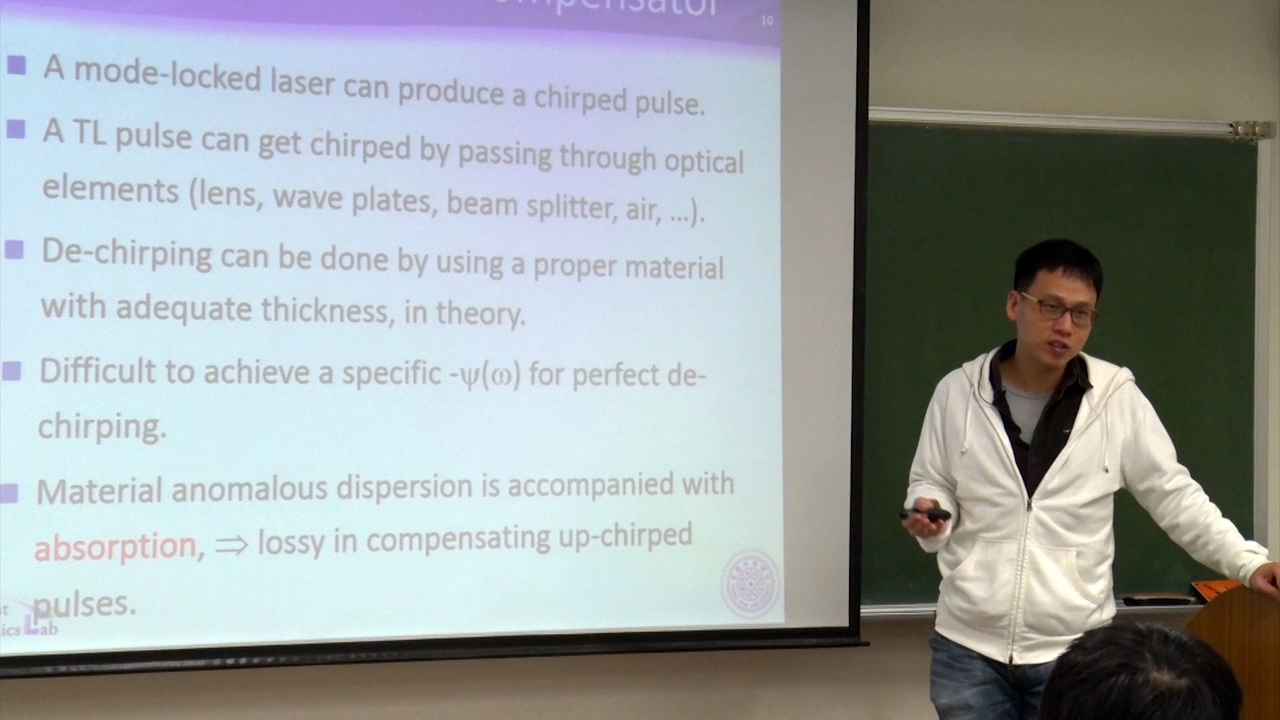 10
A mode-locked laser can produce a chirped pulse.
A TL pulse can get chirped by passing through optical
elements (lens, wave plates, beam splitter, air, ...).
De-chirping can be done by using a proper material
with adequate thickness, in theory.
Difficult to achieve a specific -ψ(ω) for perfect de-
chirping.
Material anomalous dispersion is accompanied with
absorption, ⇒ lossy in compensating up-chirped
pulses.
Lab